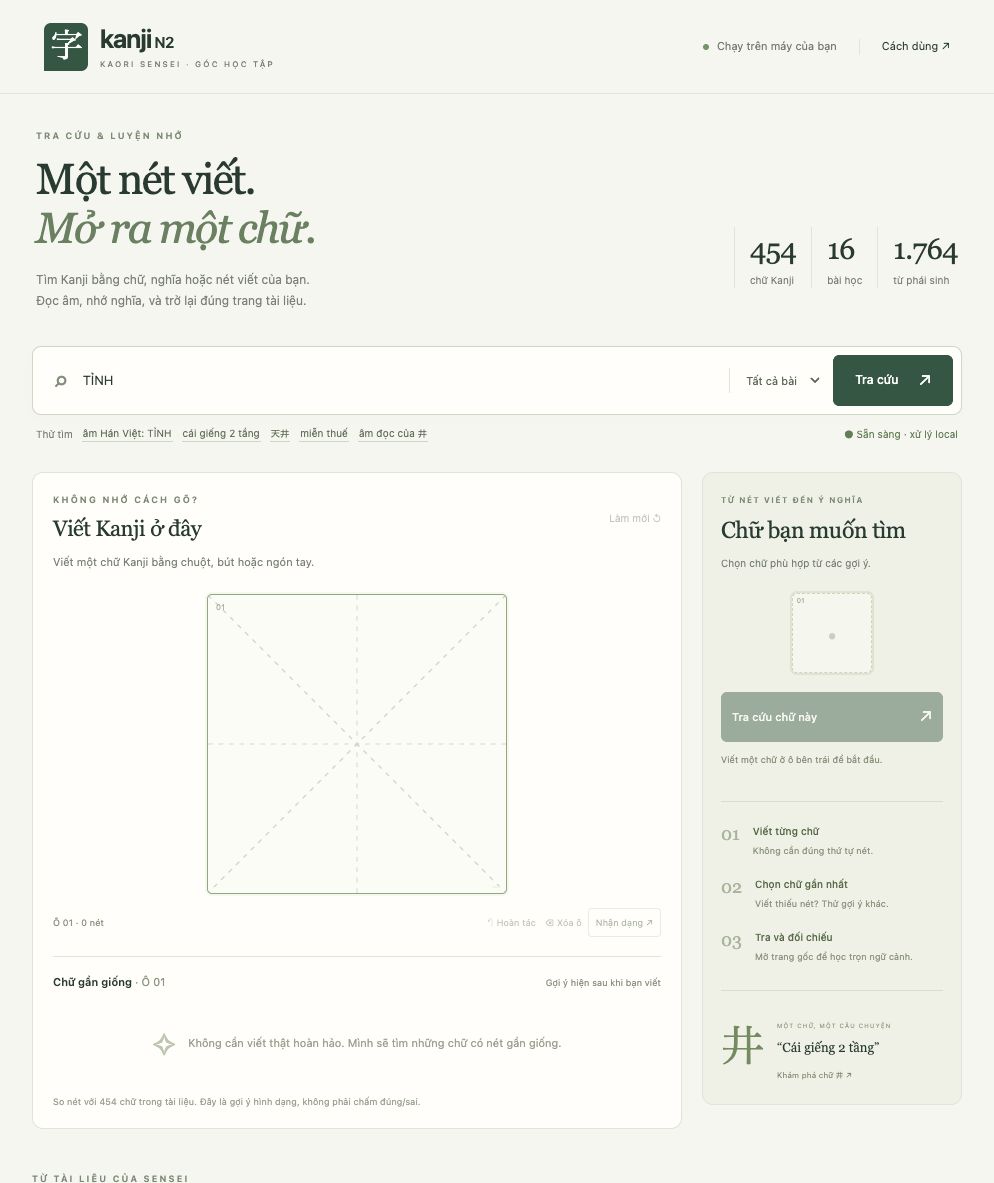 字 kanji N2
KAORI SENSEI · GÓC HỌC TẬP
Chạy trên máy của bạn
Cách dùng ↗
TRA CỨU & LUYỆN NHỚ
Một nét viết.
Mở ra một chữ.
Tìm Kanji bằng chữ, nghĩa hoặc nét viết của bạn.
Đọc âm, nhớ nghĩa, và trở lại đúng trang tài liệu.
454 16 1.764
chữ Kanji bài học từ phái sinh
TỈNH Tất cả bài Tra cứu ↗
Thử tìm âm Hán Việt: TỈNH cái giếng 2 tầng 天井 miễn thuế âm đọc của 井
Sẵn sàng · xử lý local
KHÔNG NHỚ CÁCH GÕ?
Viết Kanji ở đây
Làm mới ↺
Viết một chữ Kanji bằng chuột, bút hoặc ngón tay.
01
Ô 01 · 0 nét
Hoàn tác Xóa ô Nhận dạng ↗
Chữ gần giống · Ô 01
Gợi ý hiện sau khi bạn viết
Không cần viết thật hoàn hảo. Mình sẽ tìm những chữ có nét gần giống.
So nét với 454 chữ trong tài liệu. Đây là gợi ý hình dạng, không phải chấm đúng/sai.
TỪ NÉT VIẾT ĐẾN Ý NGHĨA
Chữ bạn muốn tìm
Chọn chữ phù hợp từ các gợi ý.
01
Tra cứu chữ này ↗
Viết một chữ ở ô bên trái để bắt đầu.
01 Viết từng chữ
Không cần đúng thứ tự nét.
02 Chọn chữ gần nhất
Viết thiếu nét? Thử gợi ý khác.
03 Tra và đối chiếu
Mở trang gốc để học trọn ngữ cảnh.
井
MỘT CHỮ, MỘT CÂU CHUYỆN
“Cái giếng 2 tầng”
Khám phá chữ 井 ↗
TỪ TÀI LIỆU CỦA SENSEI